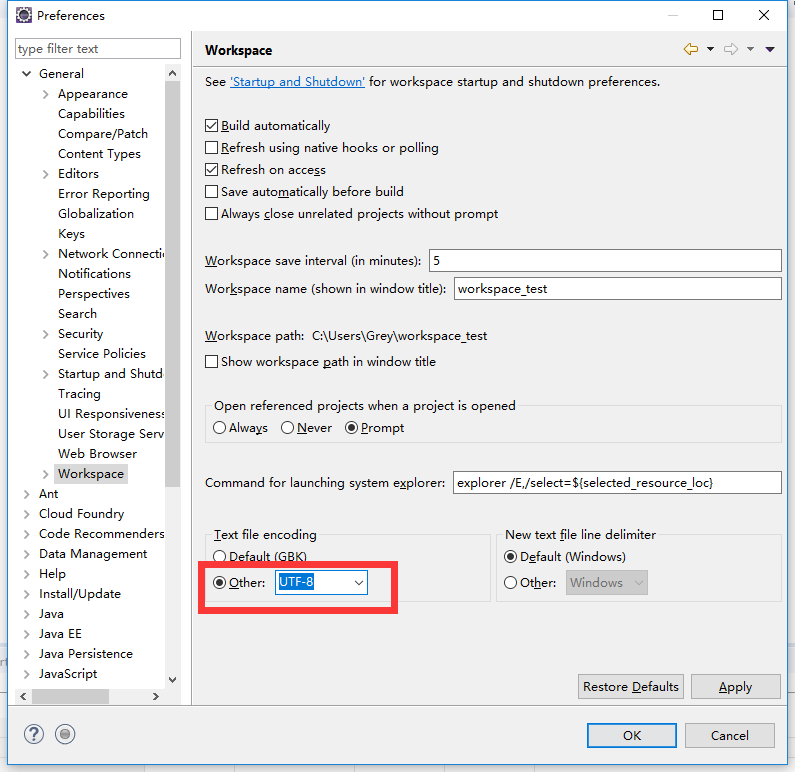 Preferences
type filter text
General
Appearance
Capabilities
Compare/Patch
Content Types
Editors
Error Reporting
Globalization
Keys
Network Connecti
Notifications
Perspectives
Search
Security
Service Policies
Startup and Shutd
Tracing
UI Responsiveness
User Storage Serv
Web Browser
Workspace
Ant
Cloud Foundry
Code Recommenders
Data Management
Help
Install/Update
Java
Java EE
Java Persistence
JavaScript
Workspace
See 'Startup and Shutdown' for workspace startup and shutdown preferences.
Build automatically
Refresh using native hooks or polling
Refresh on access
Save automatically before build
Always close unrelated projects without prompt
Workspace save interval (in minutes): 5
Workspace name (shown in window title): workspace_test
Workspace path: C:\Users\Grey\workspace_test
Show workspace path in window title
Open referenced projects when a project is opened
Always Never Prompt
Command for launching system explorer: explorer /E,/select=${selected_resource_loc}
Text file encoding
Default (GBK)
Other: UTF-8
New text file line delimiter
Default (Windows)
Other: Windows
Restore Defaults Apply
? OK Cancel